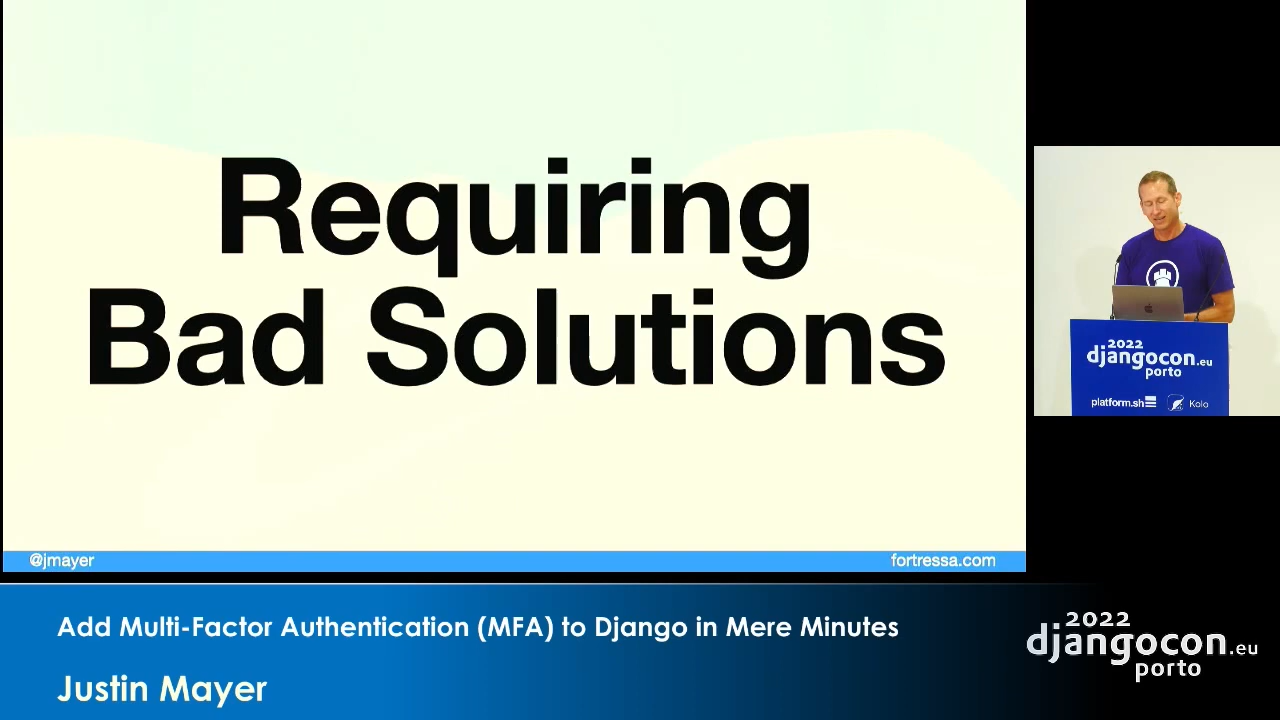 Requiring
Bad Solutions
@jmayer
fortressa.com
2022
djangocon.eu
porto
platform.sh
Kolo
Add Multi-Factor Authentication (MFA) to Django in Mere Minutes
Justin Mayer
2022
djangocon.eu
porto